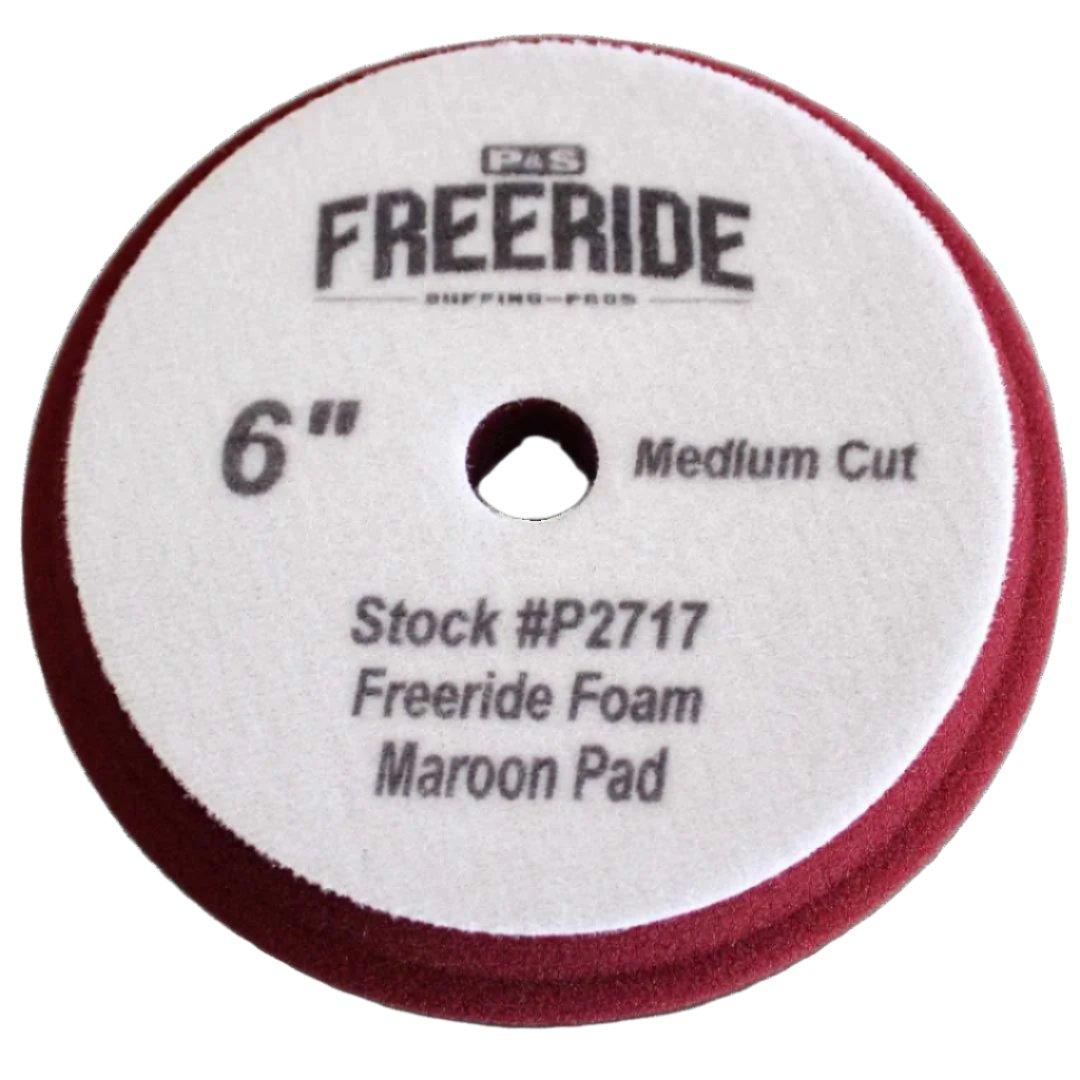 P&S
FREERIDE
BUFFING-PADS
6"
Medium Cut
Stock #P2717
Freeride Foam
Maroon Pad